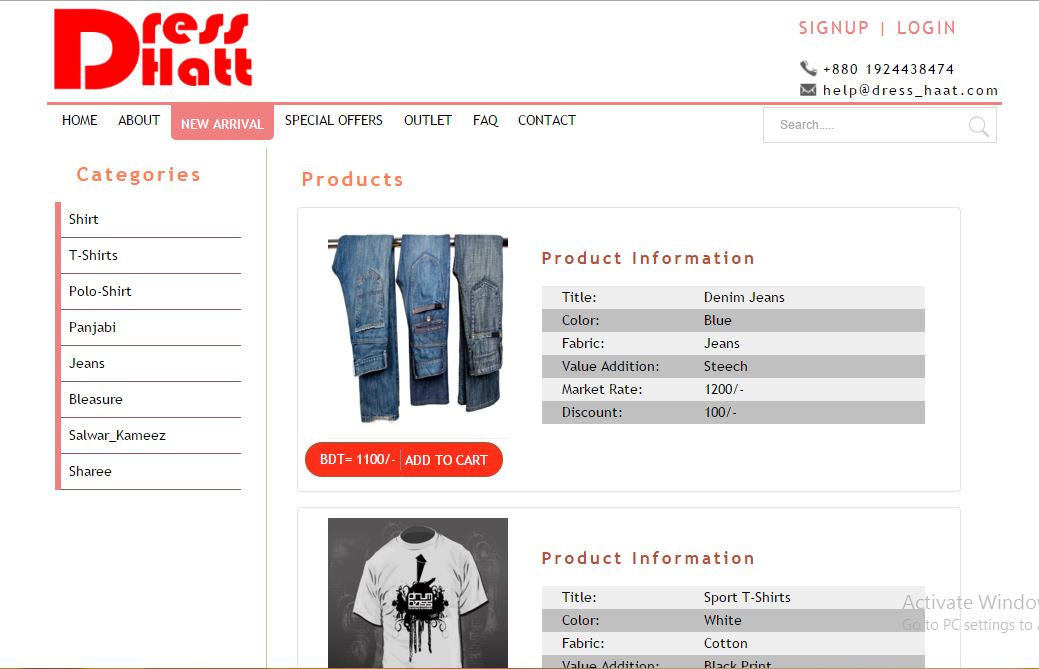 Dress
Hatt
SIGNUP | LOGIN
+880 1924438474
help@dress_haat.com
HOME ABOUT NEW ARRIVAL SPECIAL OFFERS OUTLET FAQ CONTACT
Search.....
Categories
Shirt
T-Shirts
Polo-Shirt
Panjabi
Jeans
Bleasure
Salwar_Kameez
Sharee
Products
Product Information
Title: Denim Jeans
Color: Blue
Fabric: Jeans
Value Addition: Steech
Market Rate: 1200/-
Discount: 100/-
BDT= 1100/- ADD TO CART
drum
bass
Product Information
Title: Sport T-Shirts
Color: White
Fabric: Cotton
Value Addition: Black Print
Activate Windo
Go to PC settings to